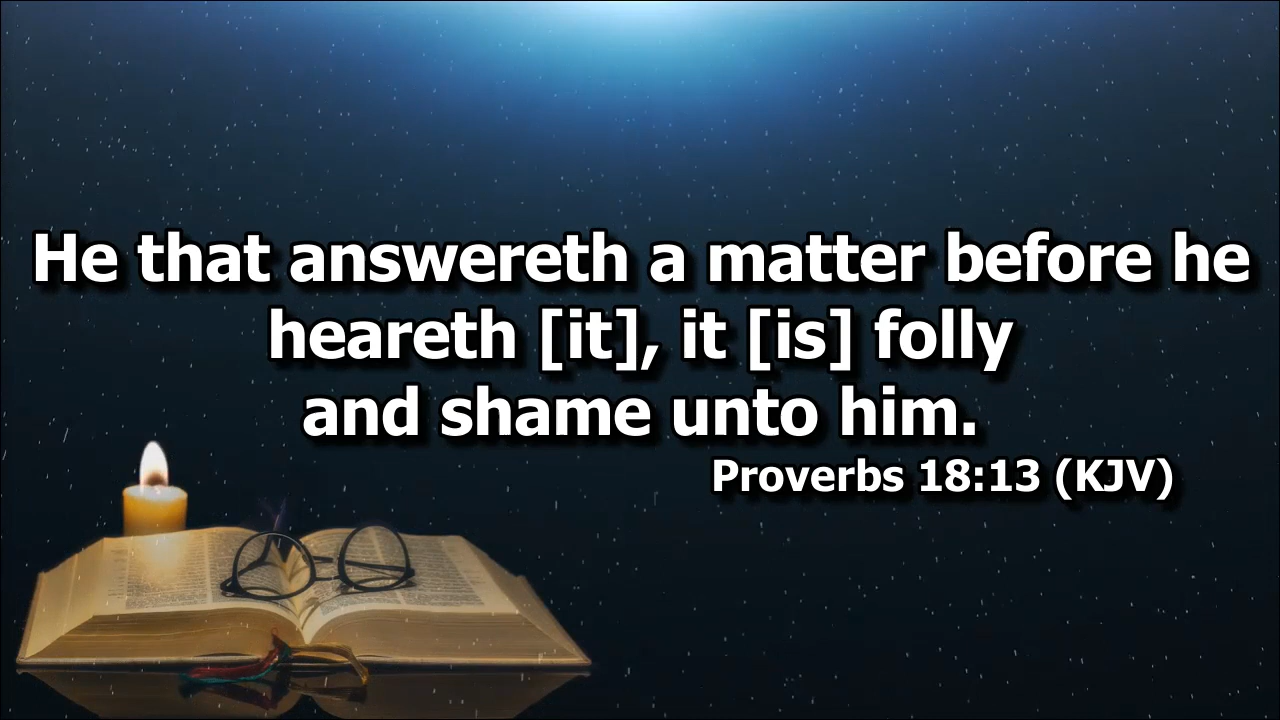 He that answereth a matter before he
heareth [it], it [is] folly
and shame unto him.
Proverbs 18:13 (KJV)